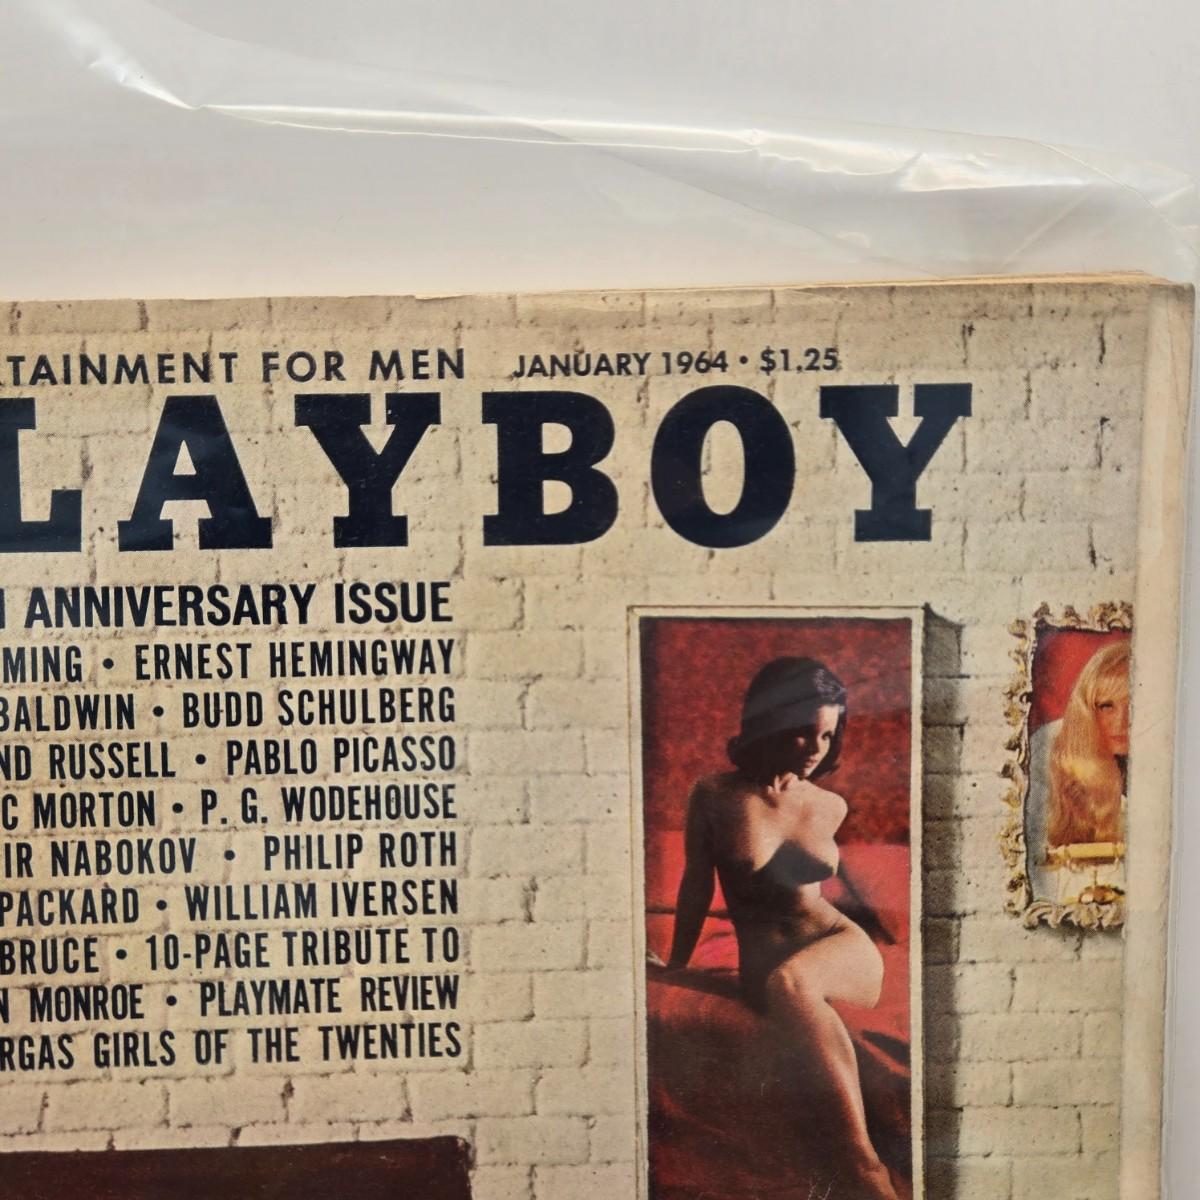 TAINMENT FOR MEN JANUARY 1964 • $1.25
LAYBOY
ANNIVERSARY ISSUE
MING • ERNEST HEMINGWAY
BALDWIN • BUDD SCHULBERG
ND RUSSELL • PABLO PICASSO
C MORTON • P. G. WODEHOUSE
IR NABOKOV • PHILIP ROTH
PACKARD • WILLIAM IVERSEN
BRUCE • 10-PAGE TRIBUTE TO
N MONROE • PLAYMATE REVIEW
RGAS GIRLS OF THE TWENTIES